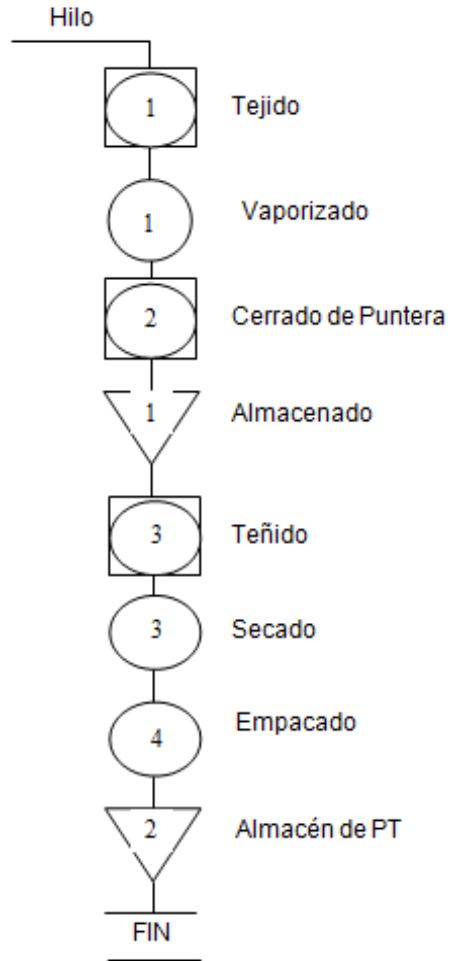 Hilo
1 Tejido
1 Vaporizado
2 Cerrado de Puntera
1 Almacenado
3 Teñido
3 Secado
4 Empacado
2 Almacén de PT
FIN